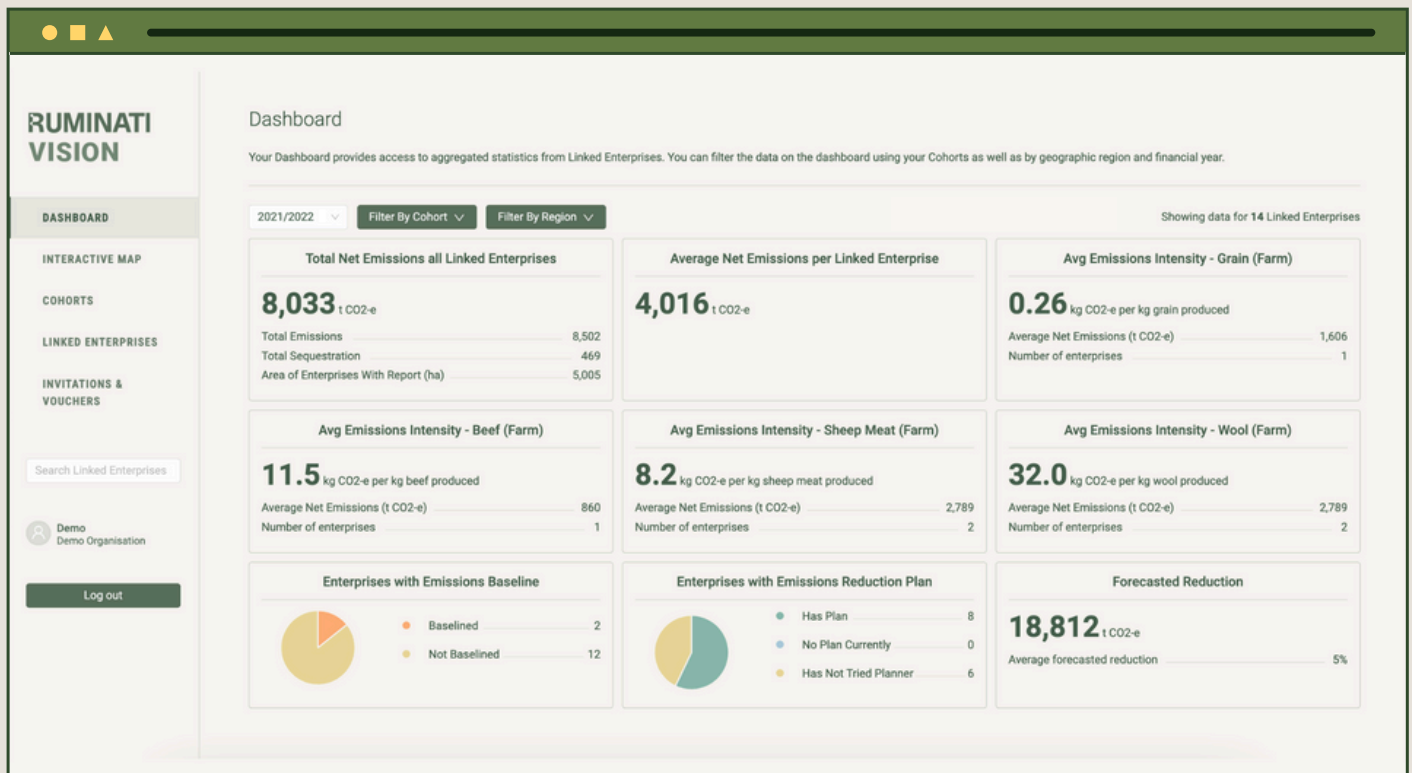 RUMINATI
VISION
DASHBOARD
INTERACTIVE MAP
COHORTS
LINKED ENTERPRISES
INVITATIONS &
VOUCHERS
Search Linked Enterprises
Demo
Demo Organisation
Log out
Dashboard
Your Dashboard provides access to aggregated statistics from Linked Enterprises. You can filter the data on the dashboard using your Cohorts as well as by geographic region and financial year.
2021/2022
Filter By Cohort
Filter By Region
Showing data for 14 Linked Enterprises
Total Net Emissions all Linked Enterprises
8,033 t CO2-e
Total Emissions 8,502
Total Sequestration 469
Area of Enterprises With Report (ha) 5,005
Average Net Emissions per Linked Enterprise
4,016 t CO2-e
Avg Emissions Intensity - Grain (Farm)
0.26 kg CO2-e per kg grain produced
Average Net Emissions (t CO2-e) 1,606
Number of enterprises 1
Avg Emissions Intensity - Beef (Farm)
11.5 kg CO2-e per kg beef produced
Average Net Emissions (t CO2-e) 860
Number of enterprises 1
Avg Emissions Intensity - Sheep Meat (Farm)
8.2 kg CO2-e per kg sheep meat produced
Average Net Emissions (t CO2-e) 2,789
Number of enterprises 2
Avg Emissions Intensity - Wool (Farm)
32.0 kg CO2-e per kg wool produced
Average Net Emissions (t CO2-e) 2,789
Number of enterprises 2
Enterprises with Emissions Baseline
Baselined 2
Not Baselined 12
Enterprises with Emissions Reduction Plan
Has Plan 8
No Plan Currently 0
Has Not Tried Planner 6
Forecasted Reduction
18,812 t CO2-e
Average forecasted reduction 5%